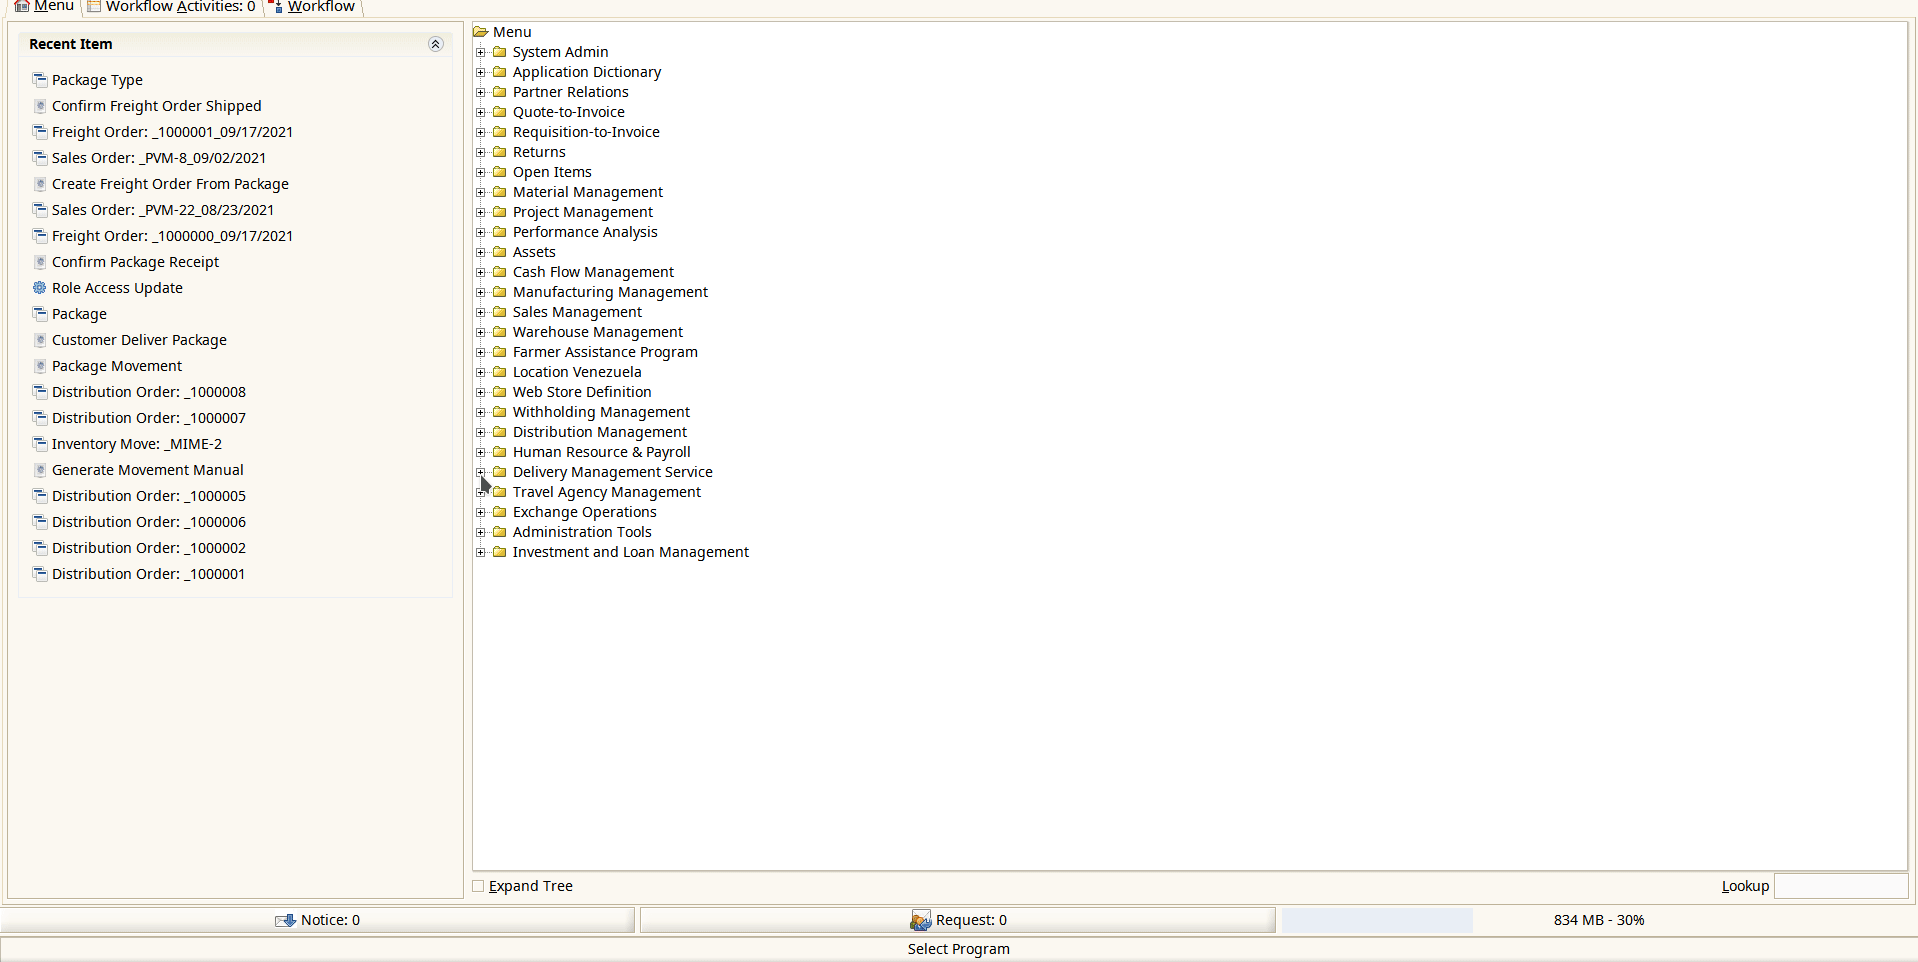 Menu
Workflow Activities: 0
Workflow
Recent Item
Package Type
Confirm Freight Order Shipped
Freight Order: _1000001_09/17/2021
Sales Order: _PVM-8_09/02/2021
Create Freight Order From Package
Sales Order: _PVM-22_08/23/2021
Freight Order: _1000000_09/17/2021
Confirm Package Receipt
Role Access Update
Package
Customer Deliver Package
Package Movement
Distribution Order: _1000008
Distribution Order: _1000007
Inventory Move: _MIME-2
Generate Movement Manual
Distribution Order: _1000005
Distribution Order: _1000006
Distribution Order: _1000002
Distribution Order: _1000001
Menu
System Admin
Application Dictionary
Partner Relations
Quote-to-Invoice
Requisition-to-Invoice
Returns
Open Items
Material Management
Project Management
Performance Analysis
Assets
Cash Flow Management
Manufacturing Management
Sales Management
Warehouse Management
Farmer Assistance Program
Location Venezuela
Web Store Definition
Withholding Management
Distribution Management
Human Resource & Payroll
Delivery Management Service
Travel Agency Management
Exchange Operations
Administration Tools
Investment and Loan Management
Expand Tree
Lookup
Notice: 0
Request: 0
834 MB - 30%
Select Program